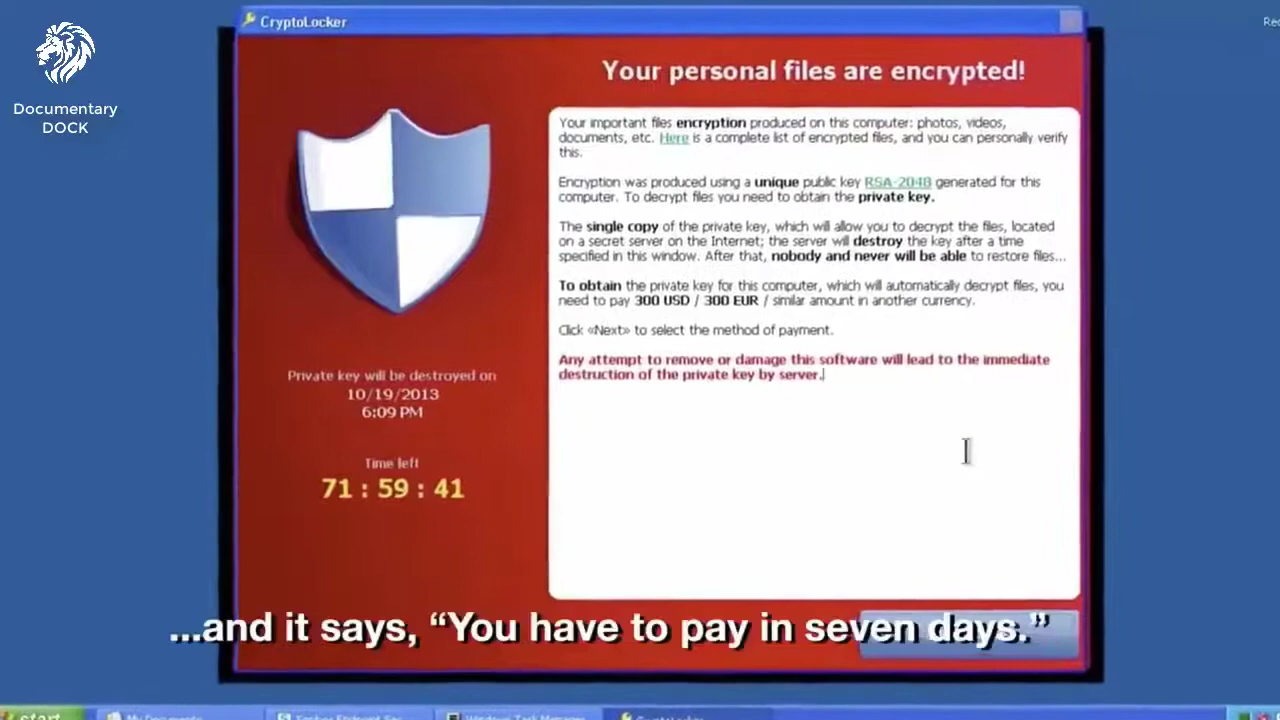 CryptoLocker
Rec
Documentary
DOCK
Your personal files are encrypted!
Your important files encryption produced on this computer: photos, videos,
documents, etc. Here is a complete list of encrypted files, and you can personally verify
this.
Encryption was produced using a unique public key RSA-2048 generated for this
computer. To decrypt files you need to obtain the private key.
The single copy of the private key, which will allow you to decrypt the files, located
on a secret server on the Internet; the server will destroy the key after a time
specified in this window. After that, nobody and never will be able to restore files...
To obtain the private key for this computer, which will automatically decrypt files, you
need to pay 300 USD / 300 EUR / similar amount in another currency.
Click «Next» to select the method of payment.
Any attempt to remove or damage this software will lead to the immediate
destruction of the private key by server.
Private key will be destroyed on
10/19/2013
6:09 PM
Time left
71 : 59 : 41
...and it says, “You have to pay in seven days.”
start
My Documents
Windows Task Manager
CryptoLocker